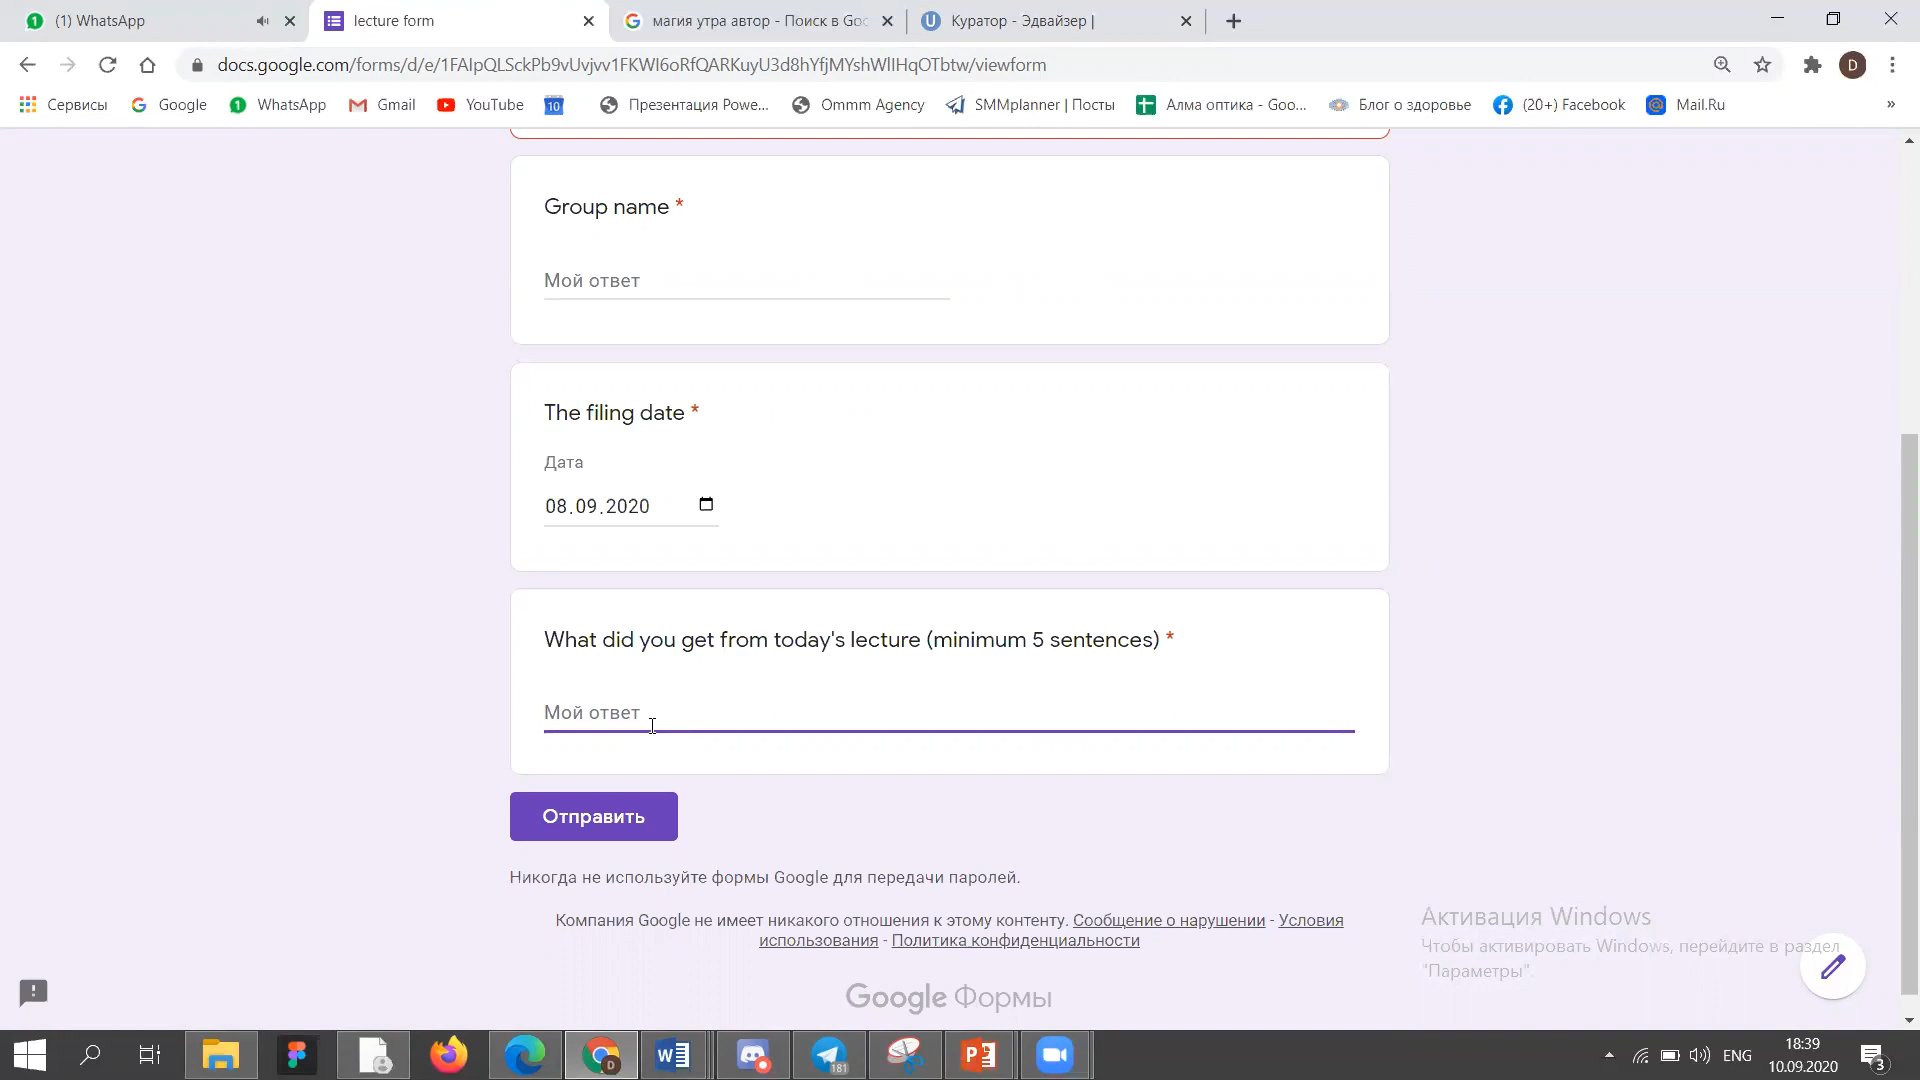 (1) WhatsApp
lecture form
магия утра автор - Поиск в Goo
Куратор - Эдвайзер |
docs.google.com/forms/d/e/1FAIpQLSckPb9vUvjvv1FKWI6oRfQARKuyU3d8hYfjMYshWlIHqOTbtw/viewform
D
Сервисы
Google
WhatsApp
Gmail
YouTube
10
Презентация Powe...
Ommm Agency
SMMplanner | Посты
Алма оптика - Goo...
Блог о здоровье
(20+) Facebook
Mail.Ru
»
Group name *
Мой ответ
The filing date *
Дата
08.09.2020
What did you get from today's lecture (minimum 5 sentences) *
Мой ответ
Отправить
Никогда не используйте формы Google для передачи паролей.
Компания Google не имеет никакого отношения к этому контенту. Сообщение о нарушении - Условия
использования - Политика конфиденциальности
Google Формы
Активация Windows
Чтобы активировать Windows, перейдите в раздел
"Параметры".
181
ENG
18:39
10.09.2020
3